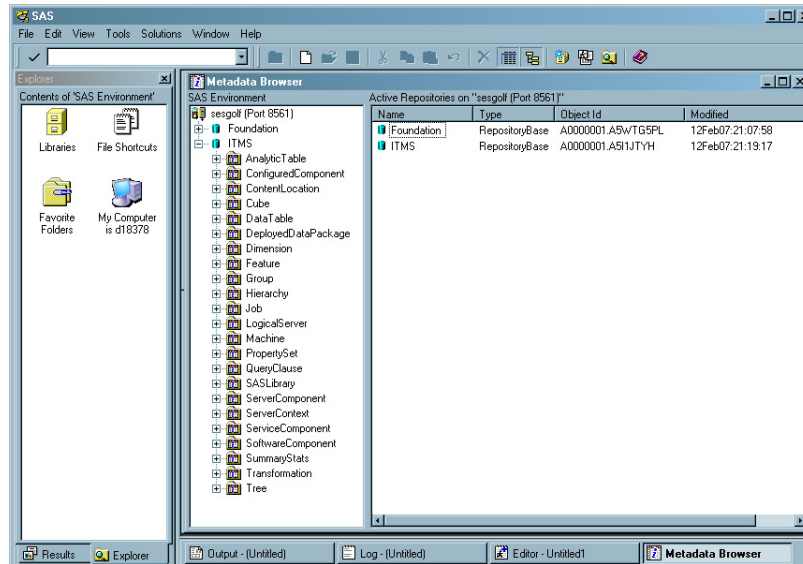 SAS
File Edit View Tools Solutions Window Help
Explorer
Contents of 'SAS Environment'
Libraries
File Shortcuts
Favorite Folders
My Computer is d18378
Results
Explorer
Metadata Browser
SAS Environment
sesgolf (Port 8561)
Foundation
ITMS
AnalyticTable
ConfiguredComponent
ContentLocation
Cube
DataTable
DeployedDataPackage
Dimension
Feature
Group
Hierarchy
Job
LogicalServer
Machine
PropertySet
QueryClause
SASLibrary
ServerComponent
ServerContext
ServiceComponent
SoftwareComponent
SummaryStats
Transformation
Tree
Active Repositories on "sesgolf (Port 8561)"
Name Type Object Id Modified
Foundation RepositoryBase A0000001.A5WTG5PL 12Feb07:21:07:58
ITMS RepositoryBase A0000001.A5I1JTYH 12Feb07:21:19:17
Output - (Untitled)
Log - (Untitled)
Editor - Untitled1
Metadata Browser